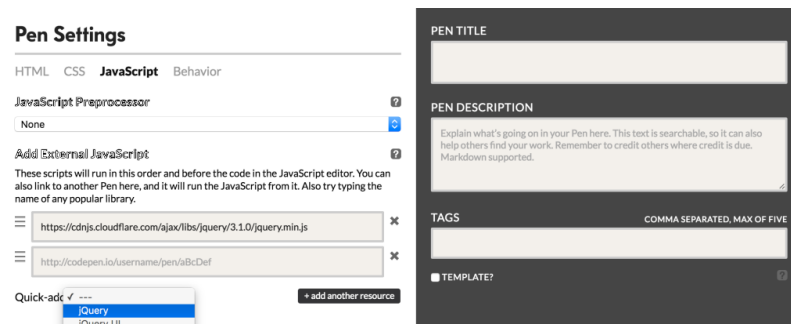 Pen Settings
HTML CSS JavaScript Behavior
JavaScript Preprocessor ?
None
Add External JavaScript ?
These scripts will run in this order and before the code in the JavaScript editor. You can
also link to another Pen here, and it will run the JavaScript from it. Also try typing the
name of any popular library.
https://cdnjs.cloudflare.com/ajax/libs/jquery/3.1.0/jquery.min.js
http://codepen.io/username/pen/aBcDef
Quick-add ✓ --- + add another resource
jQuery
jQuery UI
PEN TITLE
PEN DESCRIPTION
Explain what's going on in your Pen here. This text is searchable, so it can also
help others find your work. Remember to credit others where credit is due.
Markdown supported.
TAGS COMMA SEPARATED, MAX OF FIVE
TEMPLATE? ?